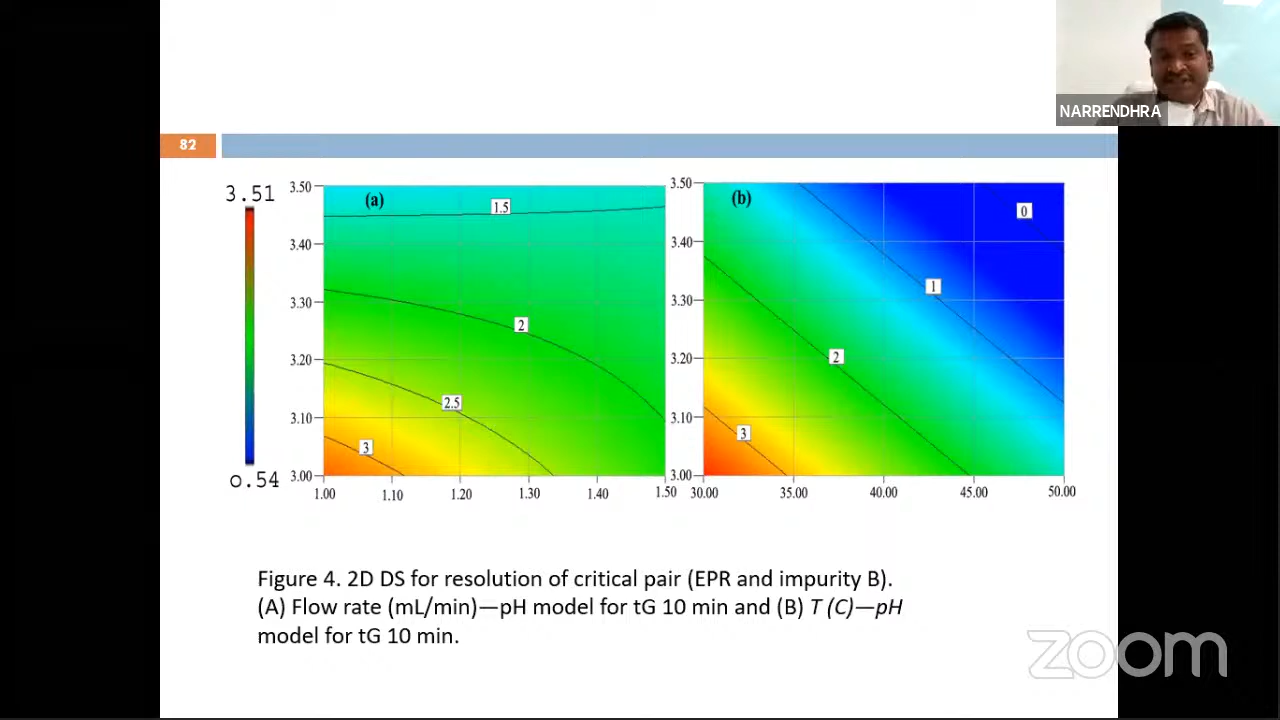 NARRENDHRA
82
3.51
0.54
(a)
3.50
3.40
3.30
3.20
3.10
3.00
1.5
2
2.5
3
1.00 1.10 1.20 1.30 1.40 1.50
(b)
3.50
3.40
3.30
3.20
3.10
3.00
0
1
2
3
30.00 35.00 40.00 45.00 50.00
Figure 4. 2D DS for resolution of critical pair (EPR and impurity B).
(A) Flow rate (mL/min)—pH model for tG 10 min and (B) T (C)—pH
model for tG 10 min.
zoom